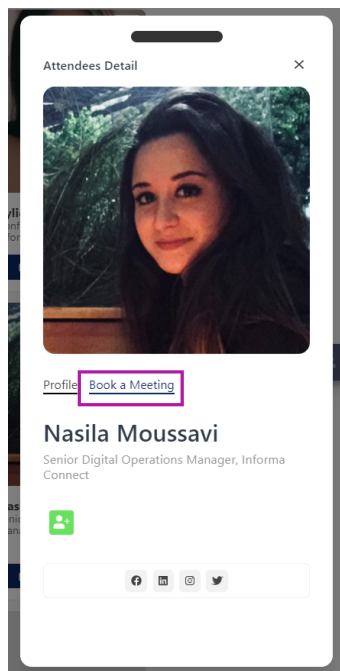 Attendees Detail
Profile Book a Meeting
Nasila Moussavi
Senior Digital Operations Manager, Informa
Connect